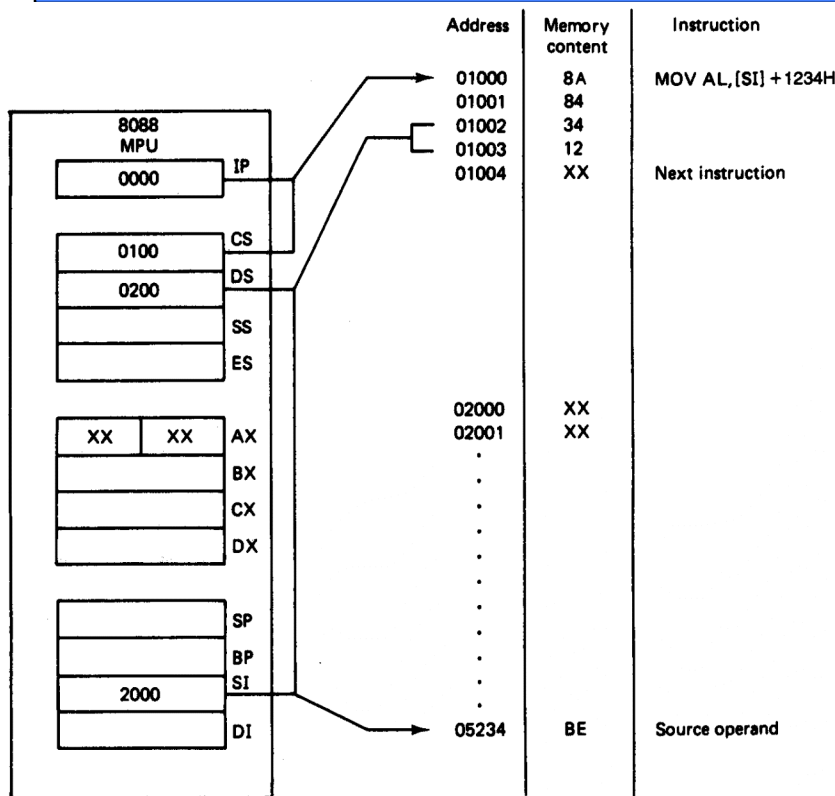 Address Memory content Instruction
01000 8A MOV AL,[SI] +1234H
01001 84
01002 34
01003 12
01004 XX Next instruction
8088
MPU
0000 IP
0100 CS
0200 DS
SS
ES
02000 XX
02001 XX
XX XX AX
BX
CX
DX
SP
BP
2000 SI
DI
05234 BE Source operand